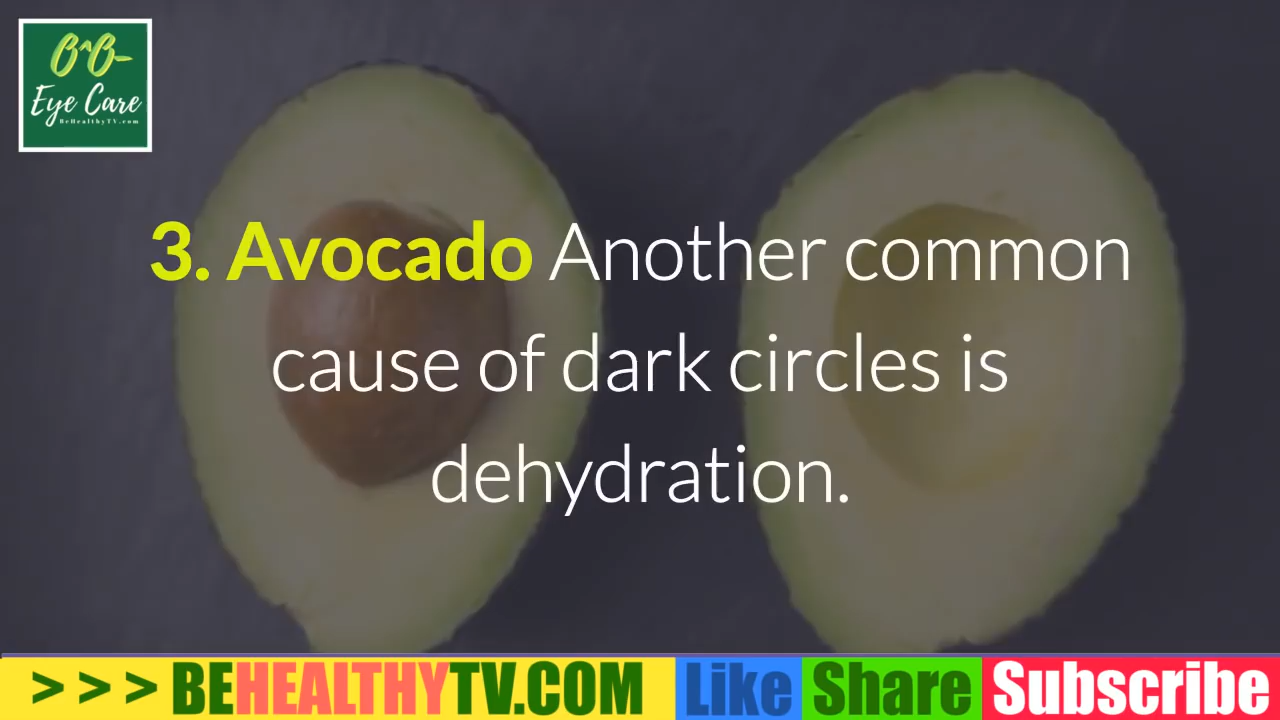 Eye Care
BeHealthyTV.com
3. Avocado Another common
cause of dark circles is
dehydration.
> > > BEHEALTHYTV.COM Like Share Subscribe